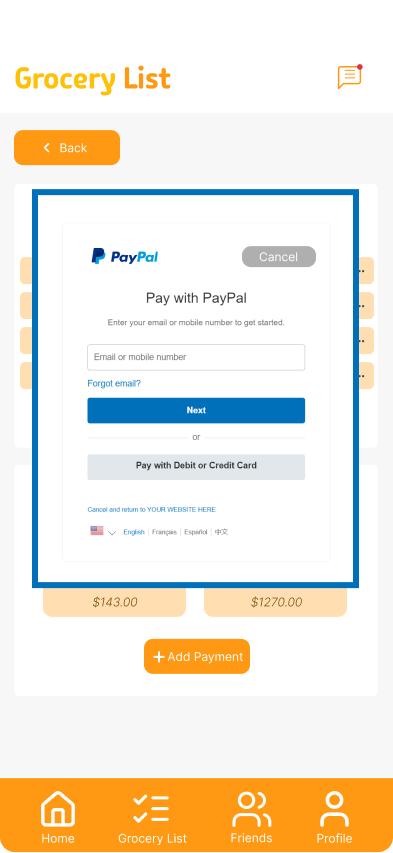 Grocery List
Back
PayPal
Cancel
Pay with PayPal
Enter your email or mobile number to get started.
Email or mobile number
Forgot email?
Next
or
Pay with Debit or Credit Card
Cancel and return to YOUR WEBSITE HERE
English | Français | Español | 中文
$143.00
$1270.00
+ Add Payment
Home
Grocery List
Friends
Profile